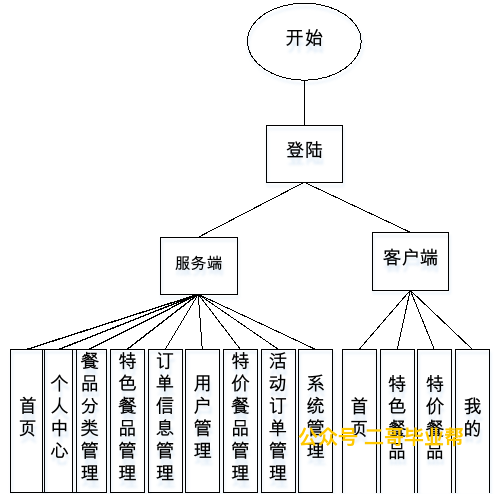 开始
登陆
服务端
客户端
首页
个人中心
餐品分类管理
特色餐品管理
订单信息管理
用户管理
特价餐品管理
活动订单管理
系统管理
首页
特色餐品
特价餐品
我的
公众号·二哥毕业帮